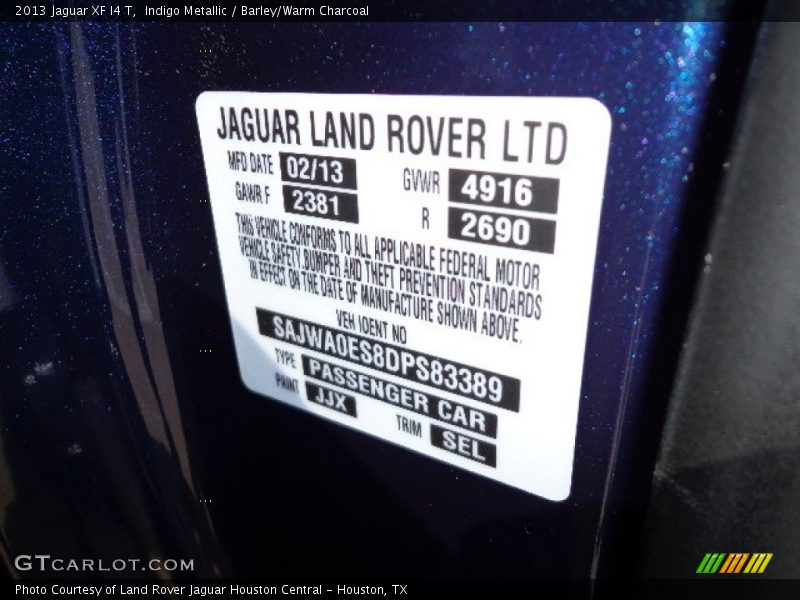 2013 Jaguar XF I4 T,  Indigo Metallic / Barley/Warm Charcoal
JAGUAR LAND ROVER LTD
MFD DATE 02/13 GVWR 4916
GAWR F 2381 R 2690
THIS VEHICLE CONFORMS TO ALL APPLICABLE FEDERAL MOTOR
VEHICLE SAFETY, BUMPER AND THEFT PREVENTION STANDARDS
IN EFFECT ON THE DATE OF MANUFACTURE SHOWN ABOVE.
VEH IDENT NO
SAJWA0ES8DPS83389
TYPE PASSENGER CAR
PAINT JJX TRIM SEL
GTCARLOT.COM
Photo Courtesy of Land Rover Jaguar Houston Central - Houston, TX